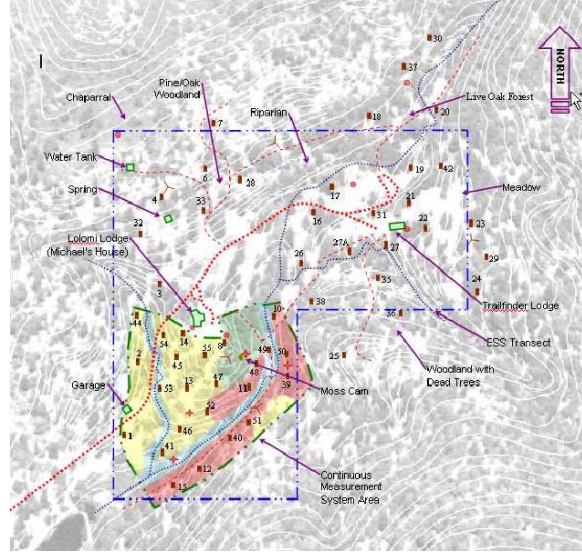 30
37
NORTH
Pine/Oak
Woodland
Chaparral
Live Oak Forest
20
18
7
Riparian
Water Tank
6
28
19
42
Meadow
4
17
Spring
33
16
31
21
22
23
32
27A
27
Lolomi Lodge
(Michael's House)
26
29
35
24
3
38
Trailfinder Lodge
44
10
36
54
14
8
ESS Transect
2
45
55
49
50
25
Woodland with
Dead Trees
48
Moss Cam
Garage
53
13
47
11
39
52
1
46
51
40
41
12
15
Continuous
Measurement
System Area